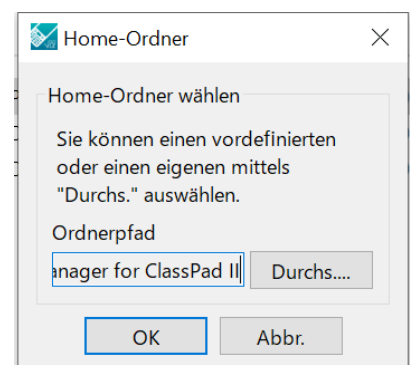 Home-Ordner
Home-Ordner wählen
Sie können einen vordefinierten
oder einen eigenen mittels
"Durchs." auswählen.
Ordnerpfad
anager for ClassPad II
Durchs....
OK
Abbr.